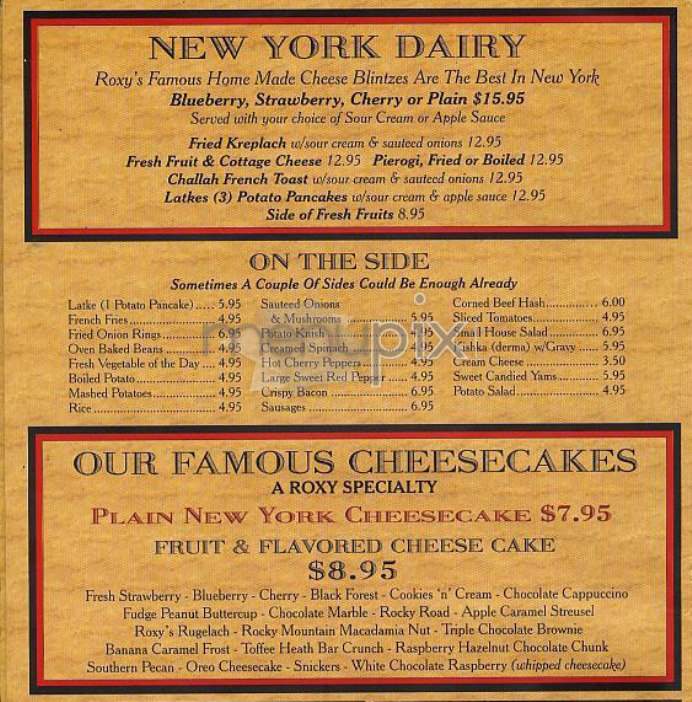 NEW YORK DAIRY
Roxy's Famous Home Made Cheese Blintzes Are The Best In New York
Blueberry, Strawberry, Cherry or Plain $15.95
Served with your choice of Sour Cream or Apple Sauce
Fried Kreplach w/sour cream & sauteed onions 12.95
Fresh Fruit & Cottage Cheese 12.95 Pierogi, Fried or Boiled 12.95
Challah French Toast w/sour cream & sauteed onions 12.95
Latkes (3) Potato Pancakes w/sour cream & apple sauce 12.95
Side of Fresh Fruits 8.95
ON THE SIDE
Sometimes A Couple Of Sides Could Be Enough Already
Latke (1 Potato Pancake)..... 5.95
French Fries ........................ 4.95
Fried Onion Rings............... 6.95
Oven Baked Beans .............. 4.95
Fresh Vegetable of the Day .... 4.95
Boiled Potato...................... 4.95
Mashed Potatoes................. 4.95
Rice .................................. 4.95
Sauteed Onions
& Mushrooms .................. 5.95
Potato Knish
Creamed Spinach ............... 4.95
Hot Cherry Peppers ............ 4.95
Large Sweet Red Pepper ..... 4.95
Crispy Bacon ..................... 6.95
Sausages ........................... 6.95
Corned Beef Hash............... 6.00
Sliced Tomatoes.................. 4.95
Small House Salad .............. 6.95
Kishka (derma) w/Gravy ..... 5.95
Cream Cheese .................... 3.50
Sweet Candied Yams........... 5.95
Potato Salad....................... 4.95
menupix
OUR FAMOUS CHEESECAKES
A ROXY SPECIALTY
PLAIN NEW YORK CHEESECAKE $7.95
FRUIT & FLAVORED CHEESE CAKE
$8.95
Fresh Strawberry - Blueberry - Cherry - Black Forest - Cookies 'n' Cream - Chocolate Cappuccino
Fudge Peanut Buttercup - Chocolate Marble - Rocky Road - Apple Caramel Streusel
Roxy's Rugelach - Rocky Mountain Macadamia Nut - Triple Chocolate Brownie
Banana Caramel Frost - Toffee Heath Bar Crunch - Raspberry Hazelnut Chocolate Chunk
Southern Pecan - Oreo Cheesecake - Snickers - White Chocolate Raspberry (whipped cheesecake)